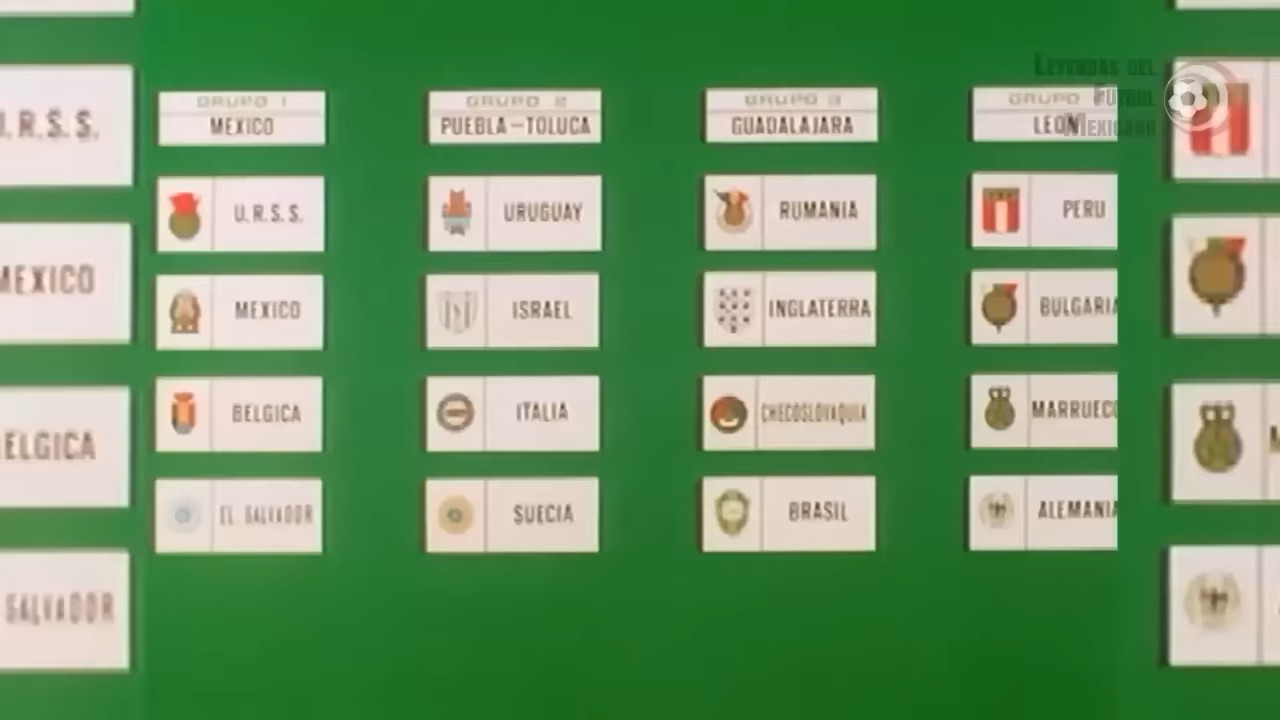 GRUPO 1
MEXICO
U.R.S.S.
MEXICO
BELGICA
EL SALVADOR
GRUPO 2
PUEBLA-TOLUCA
URUGUAY
ISRAEL
ITALIA
SUECIA
GRUPO 3
GUADALAJARA
RUMANIA
INGLATERRA
CHECOSLOVAQUIA
BRASIL
GRUPO
LEON
PERU
BULGARIA
MARRUEC
ALEMANIA
LEYENDAS DEL
FUTBOL
MEXICANO
.R.S.S.
MEXICO
ELGICA
SALVADOR